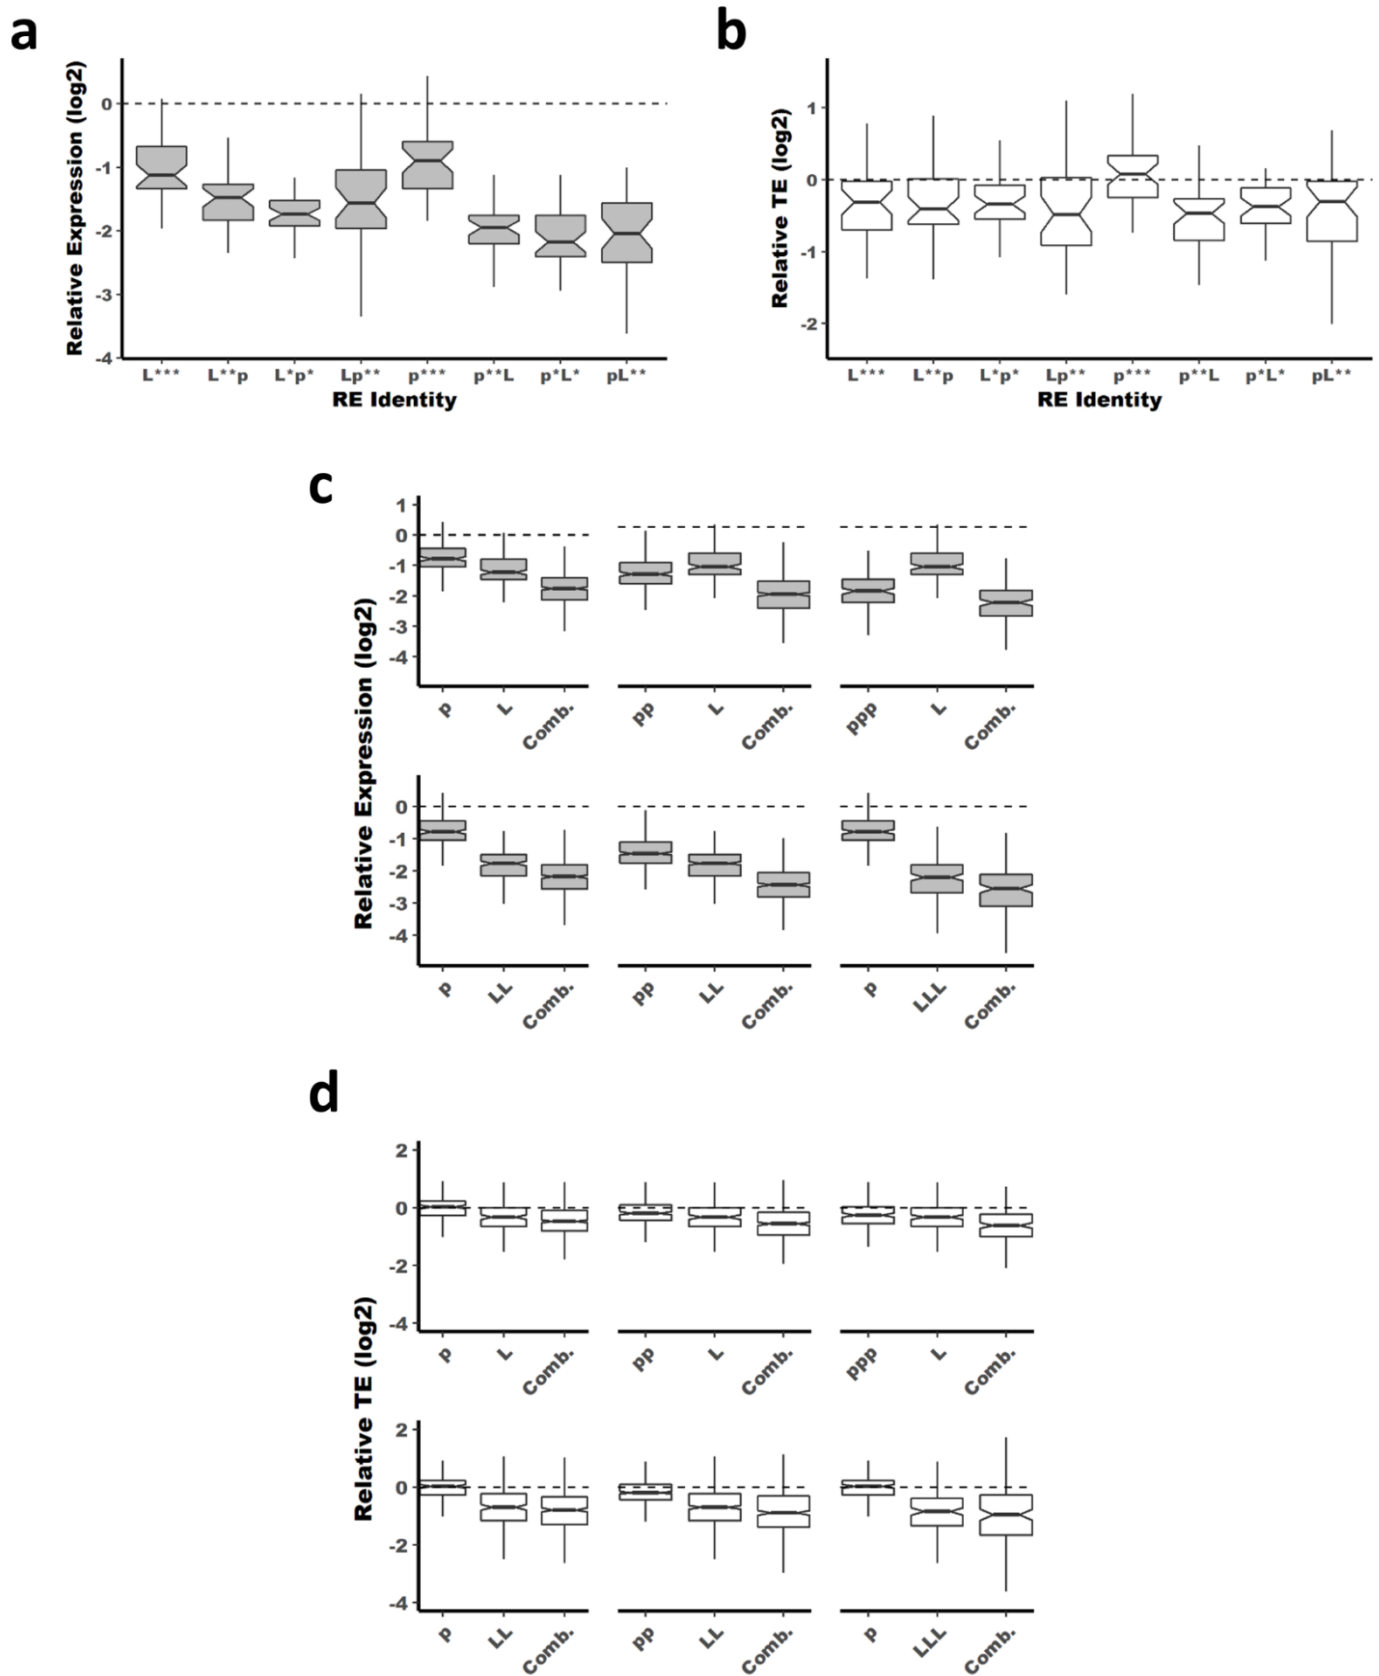 a
b
Relative Expression (log2)
0
-1
-2
-3
-4
L*** L**p L*p* Lp** p*** p**L p*L* pL**
RE Identity
Relative TE (log2)
1
0
-1
-2
L*** L**p L*p* Lp** p*** p**L p*L* pL**
RE Identity
c
Relative Expression (log2)
1
0
-1
-2
-3
-4
p L Comb. pp L Comb. ppp L Comb.
0
-1
-2
-3
-4
p LL Comb. pp LL Comb. p LLL Comb.
d
Relative TE (log2)
2
0
-2
-4
p L Comb. pp L Comb. ppp L Comb.
2
0
-2
-4
p LL Comb. pp LL Comb. p LLL Comb.